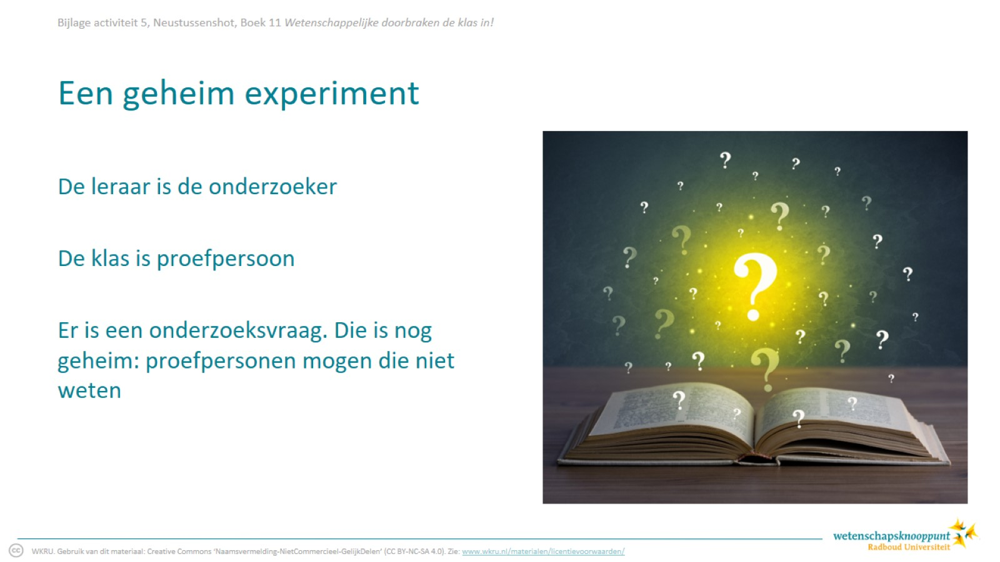 Bijlage activiteit 5, Neustussenshot, Boek 11 Wetenschappelijke doorbraken de klas in!
Een geheim experiment
De leraar is de onderzoeker
De klas is proefpersoon
Er is een onderzoeksvraag. Die is nog
geheim: proefpersonen mogen die niet
weten
wetenschapsknooppunt
Radboud Universiteit
cc WKRU. Gebruik van dit materiaal: Creative Commons ‘Naamsvermelding-NietCommercieel-GelijkDelen’ (CC BY-NC-SA 4.0). Zie: www.wkru.nl/materialen/licentievoorwaarden/